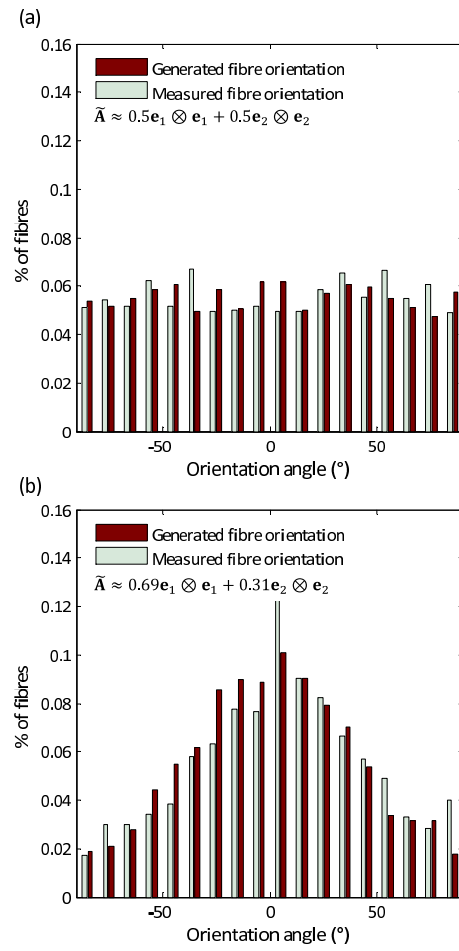 (a)
0.16
0.14
0.12
0.1
0.08
0.06
0.04
0.02
0
% of fibres
Generated fibre orientation
Measured fibre orientation
Ã ≈ 0.5e₁ ⊗ e₁ + 0.5e₂ ⊗ e₂
-50 0 50
Orientation angle (°)
(b)
0.16
0.14
0.12
0.1
0.08
0.06
0.04
0.02
0
% of fibres
Generated fibre orientation
Measured fibre orientation
Ã ≈ 0.69e₁ ⊗ e₁ + 0.31e₂ ⊗ e₂
-50 0 50
Orientation angle (°)